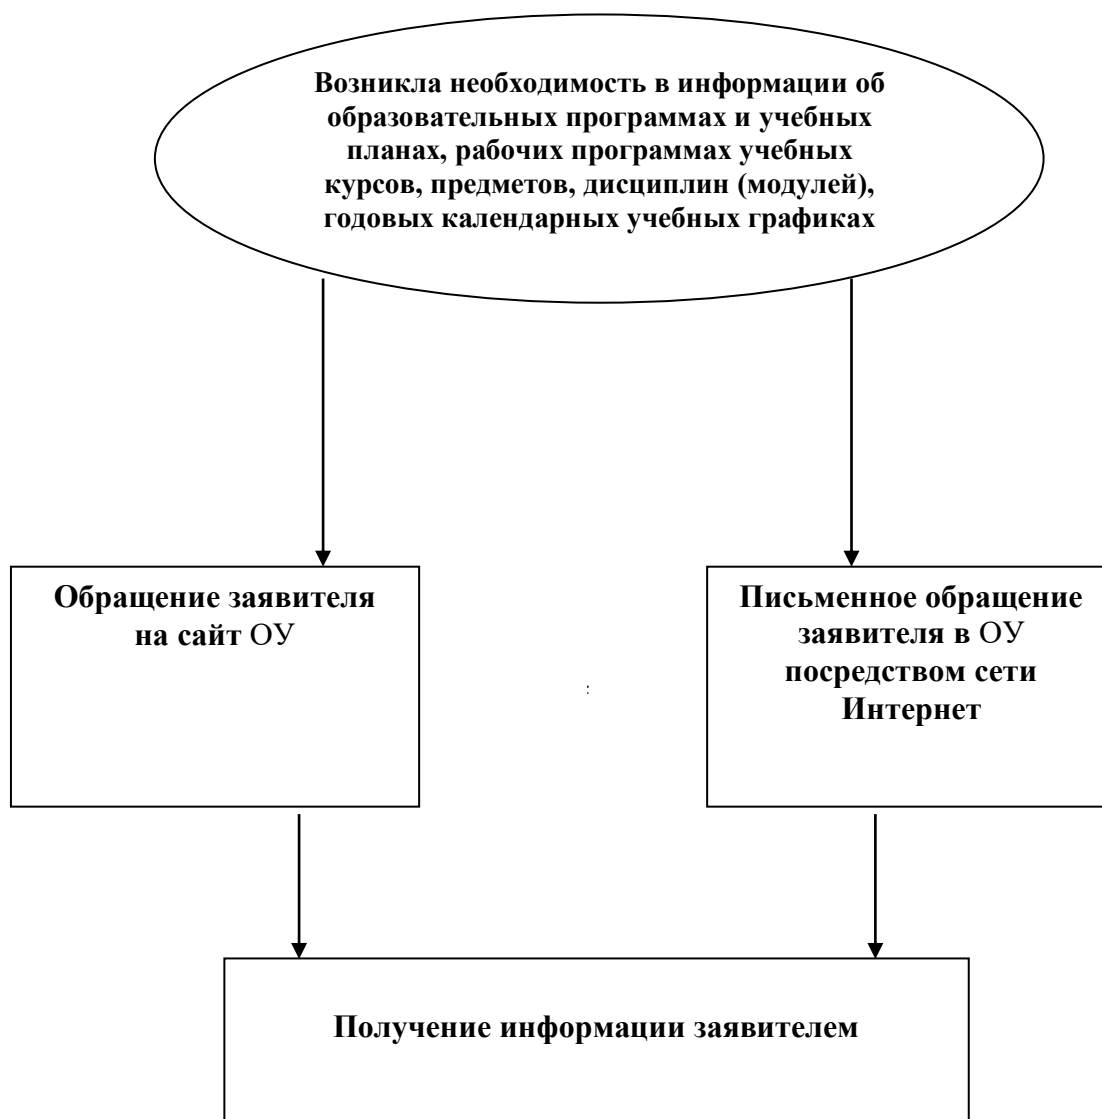 Возникла необходимость в информации об
образовательных программах и учебных
планах, рабочих программах учебных
курсов, предметов, дисциплин (модулей),
годовых календарных учебных графиках
Обращение заявителя
на сайт ОУ
Письменное обращение
заявителя в ОУ
посредством сети
Интернет
:
Получение информации заявителем